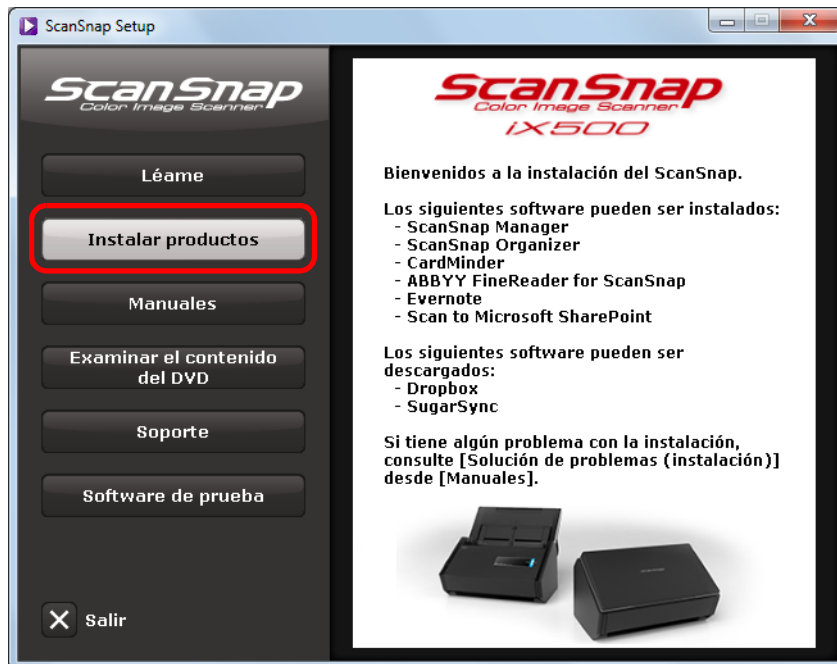 ScanSnap Setup
ScanSnap
Color Image Scanner
Léame
Instalar productos
Manuales
Examinar el contenido
del DVD
Soporte
Software de prueba
Salir
ScanSnap
Color Image Scanner
iX500
Bienvenidos a la instalación del ScanSnap.
Los siguientes software pueden ser instalados:
- ScanSnap Manager
- ScanSnap Organizer
- CardMinder
- ABBYY FineReader for ScanSnap
- Evernote
- Scan to Microsoft SharePoint
Los siguientes software pueden ser
descargados:
- Dropbox
- SugarSync
Si tiene algún problema con la instalación,
consulte [Solución de problemas (instalación)]
desde [Manuales].